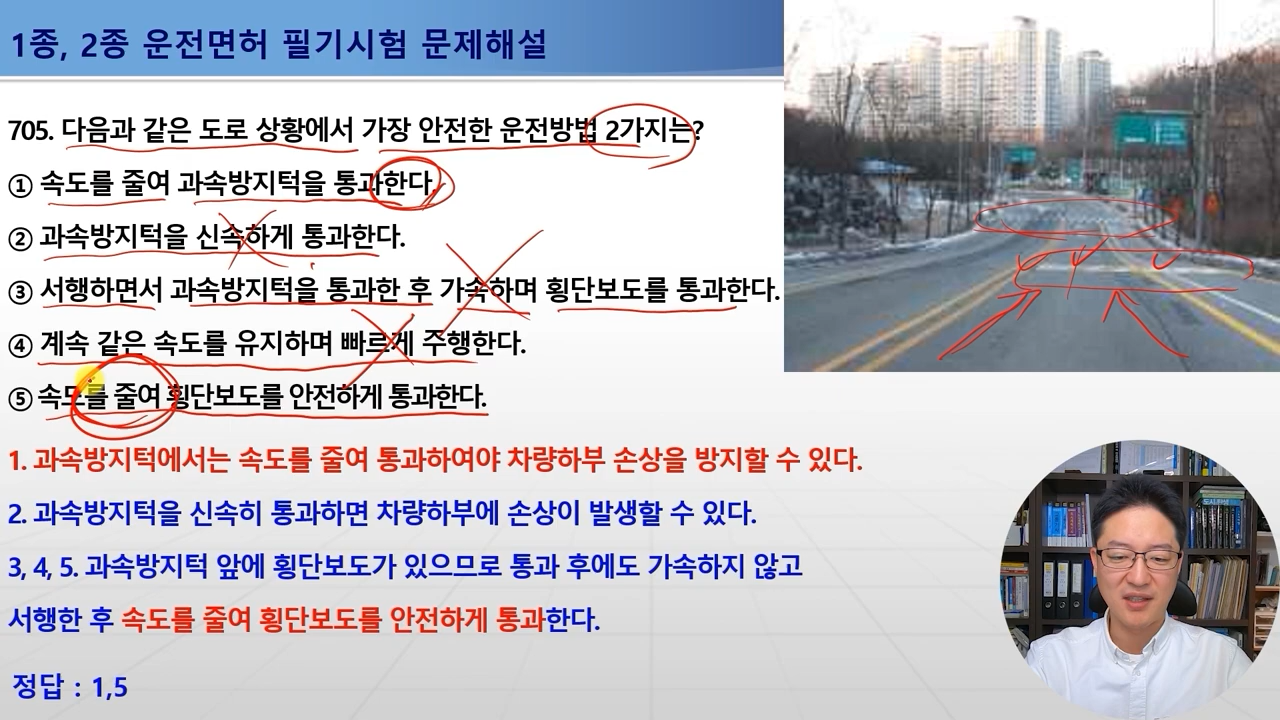 1종, 2종 운전면허 필기시험 문제해설
705. 다음과 같은 도로 상황에서 가장 안전한 운전방법 2가지는?
① 속도를 줄여 과속방지턱을 통과한다.
② 과속방지턱을 신속하게 통과한다.
③ 서행하면서 과속방지턱을 통과한 후 가속하며 횡단보도를 통과한다.
④ 계속 같은 속도를 유지하며 빠르게 주행한다.
⑤ 속도를 줄여 횡단보도를 안전하게 통과한다.
1. 과속방지턱에서는 속도를 줄여 통과하여야 차량하부 손상을 방지할 수 있다.
2. 과속방지턱을 신속히 통과하면 차량하부에 손상이 발생할 수 있다.
3, 4, 5. 과속방지턱 앞에 횡단보도가 있으므로 통과 후에도 가속하지 않고
서행한 후 속도를 줄여 횡단보도를 안전하게 통과한다.
정답 : 1,5